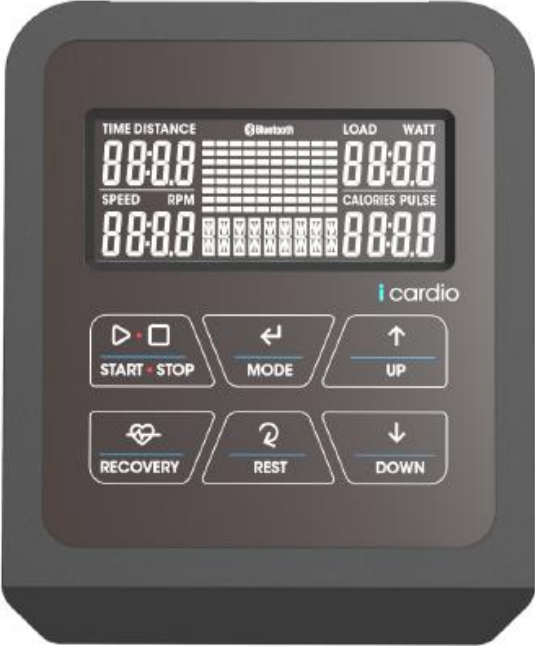 TIME DISTANCE
Bluetooth
LOAD WATT
88:8.8
88:8.8
SPEED RPM
CALORIES PULSE
88:8.8
88:8.8
i cardio
START • STOP
MODE
UP
RECOVERY
REST
DOWN